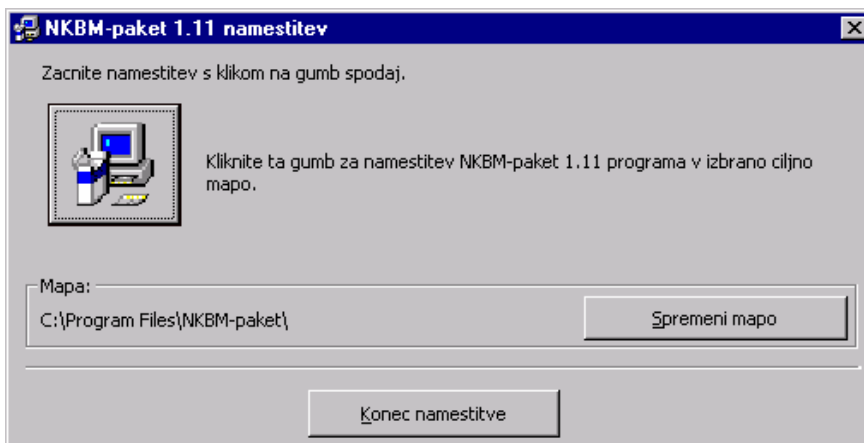 NKBM-paket 1.11 namestitev
Zacnite namestitev s klikom na gumb spodaj.
Kliknite ta gumb za namestitev NKBM-paket 1.11 programa v izbrano ciljno
mapo.
Mapa:
C:\Program Files\NKBM-paket\
Spremeni mapo
Konec namestitve